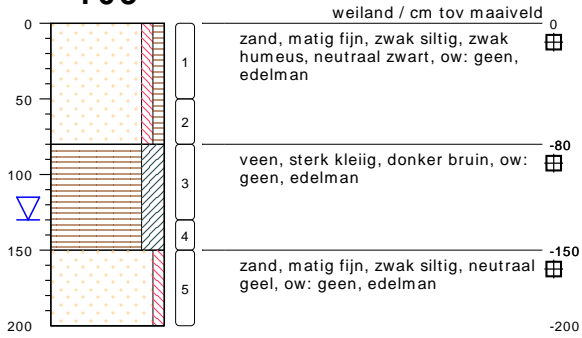 weiland / cm tov maaiveld
0
0
zand, matig fijn, zwak siltig, zwak
humeus, neutraal zwart, ow: geen,
edelman
1
50
2
-80
veen, sterk kleiig, donker bruin, ow:
geen, edelman
100
3
4
150
-150
zand, matig fijn, zwak siltig, neutraal
geel, ow: geen, edelman
5
200
-200